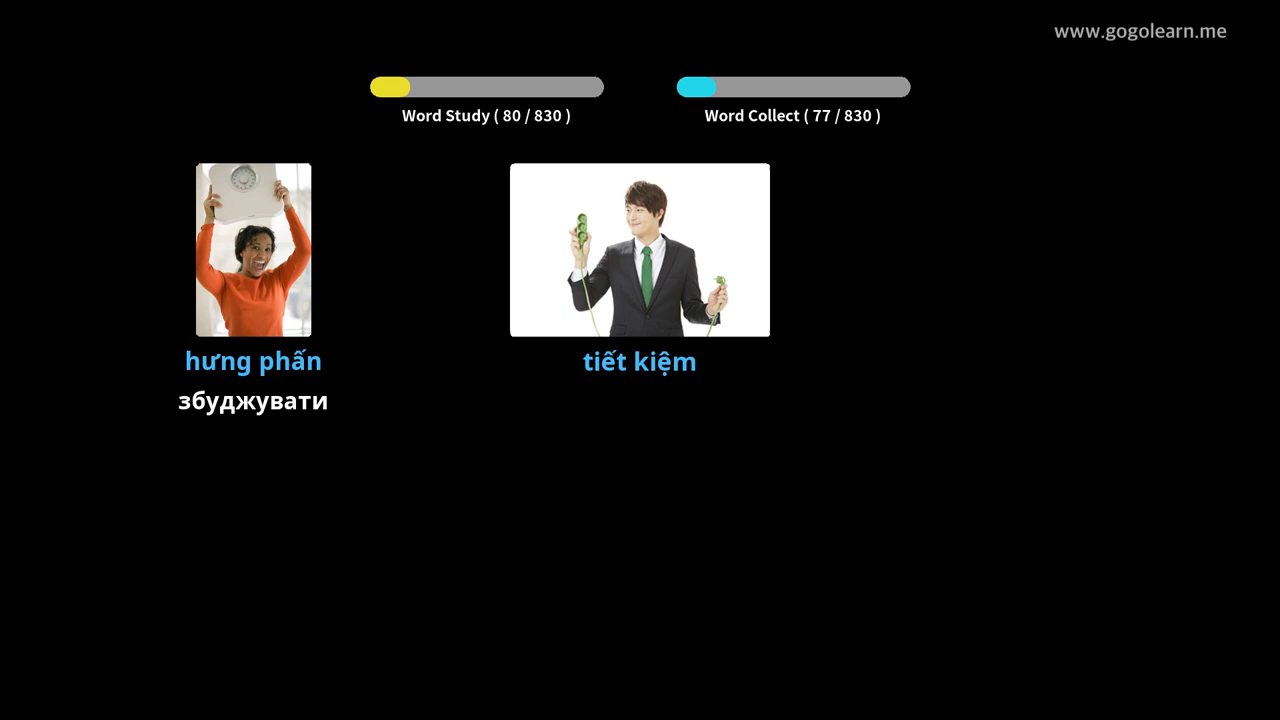 www.gogolearn.me
Word Study ( 80 / 830 )
Word Collect ( 77 / 830 )
hưng phấn
збуджувати
tiết kiệm